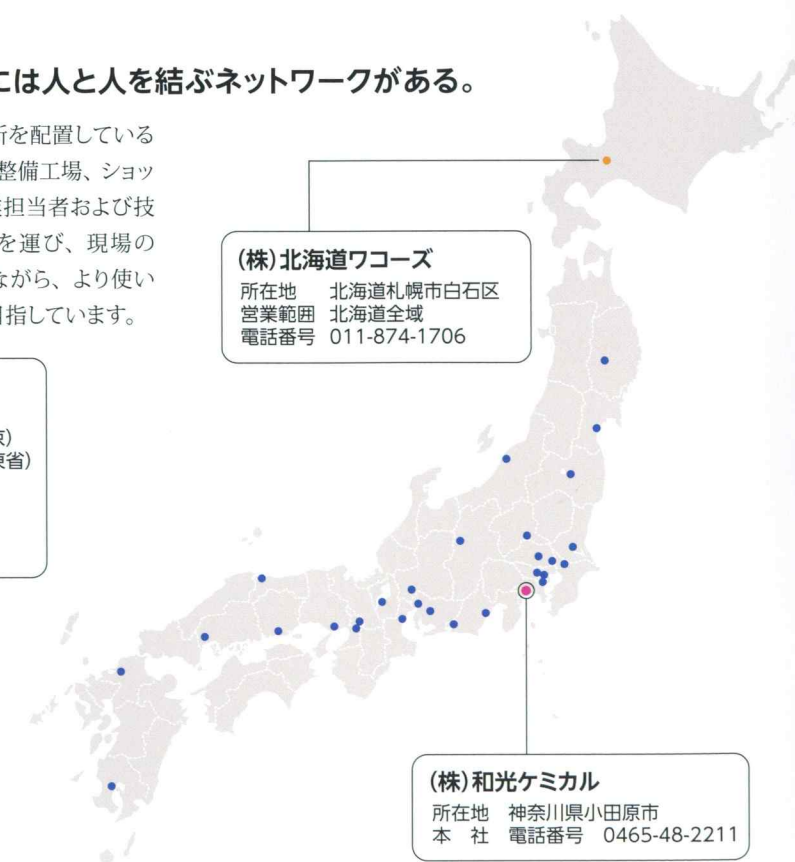 には人と人を結ぶネットワークがある。
所を配置している
整備工場、ショッ
担当者および技
を運び、現場の
ながら、より使い
指しています。
(株)北海道ワコーズ
所在地 北海道札幌市白石区
営業範囲 北海道全域
電話番号 011-874-1706
京)
東省)
(株)和光ケミカル
所在地 神奈川県小田原市
本 社 電話番号 0465-48-2211